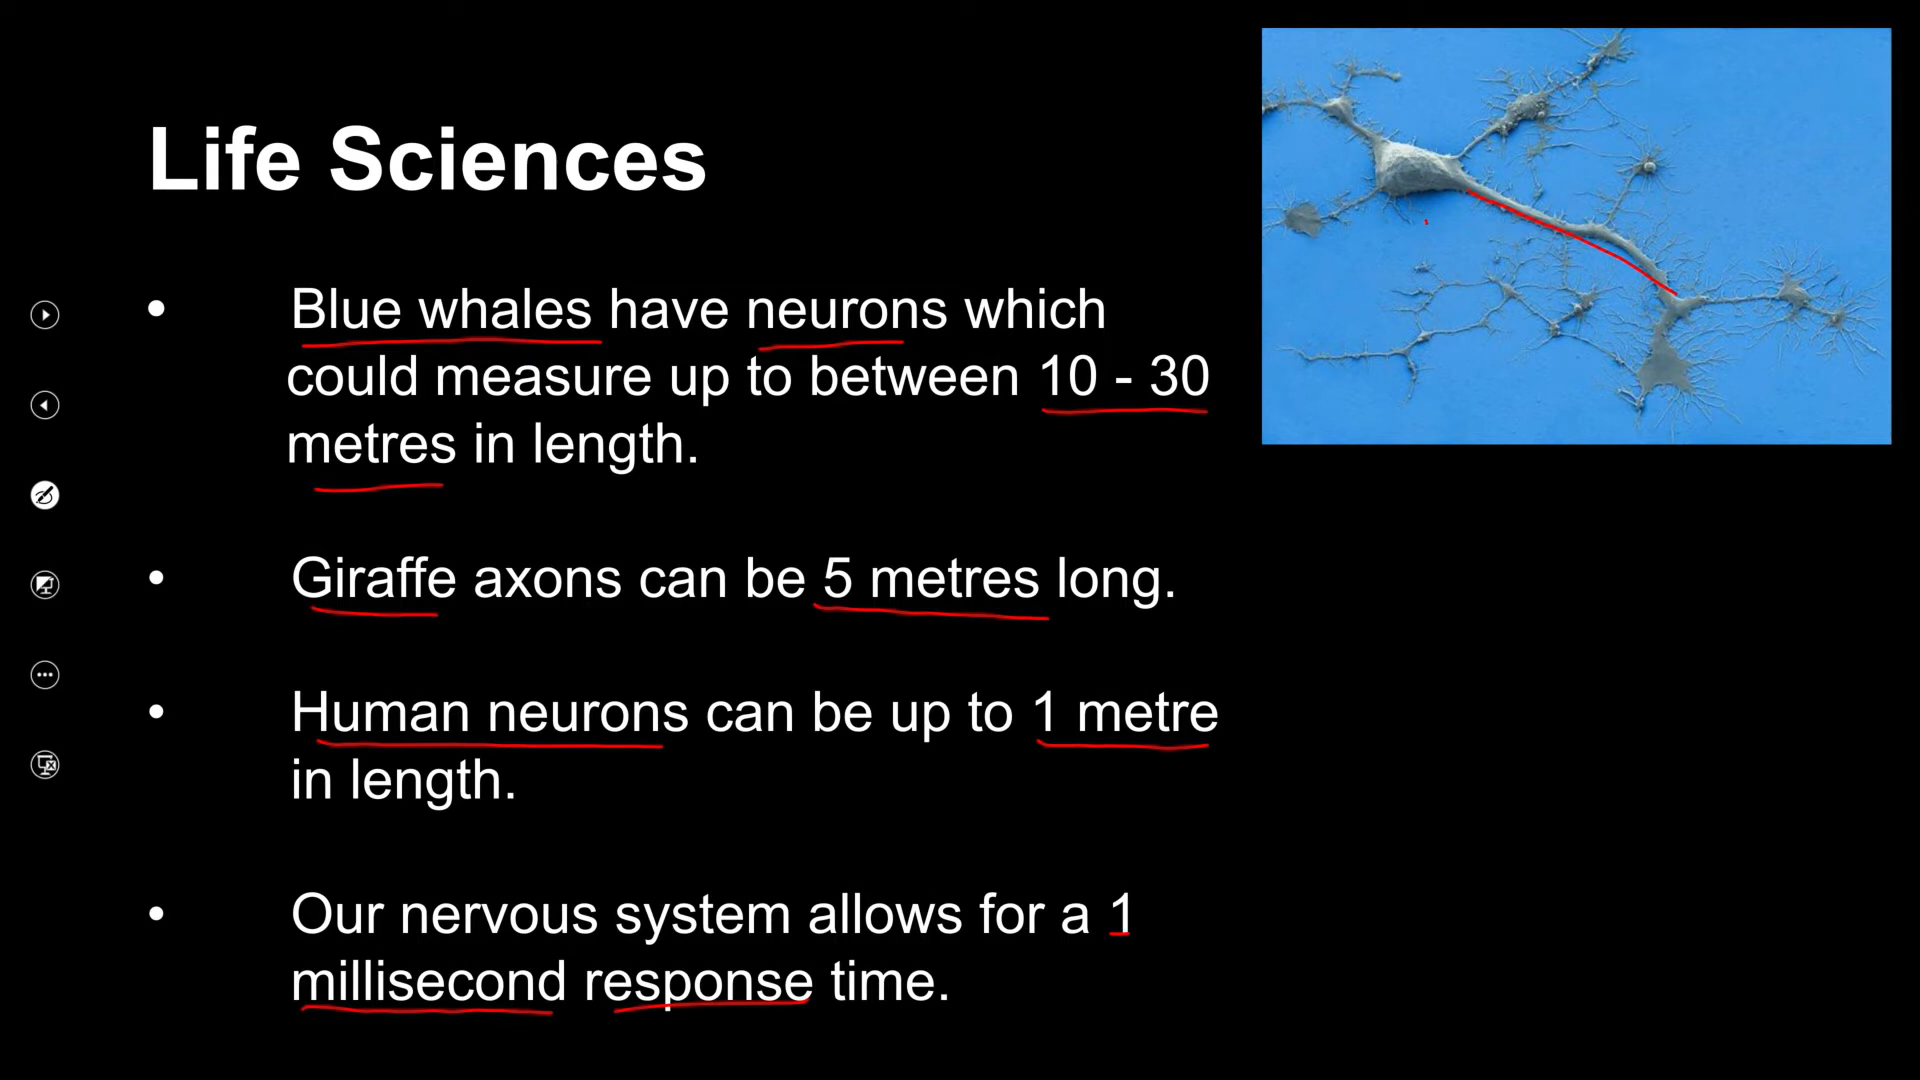 Life Sciences
• Blue whales have neurons which
could measure up to between 10 - 30
metres in length.
• Giraffe axons can be 5 metres long.
• Human neurons can be up to 1 metre
in length.
• Our nervous system allows for a 1
millisecond response time.